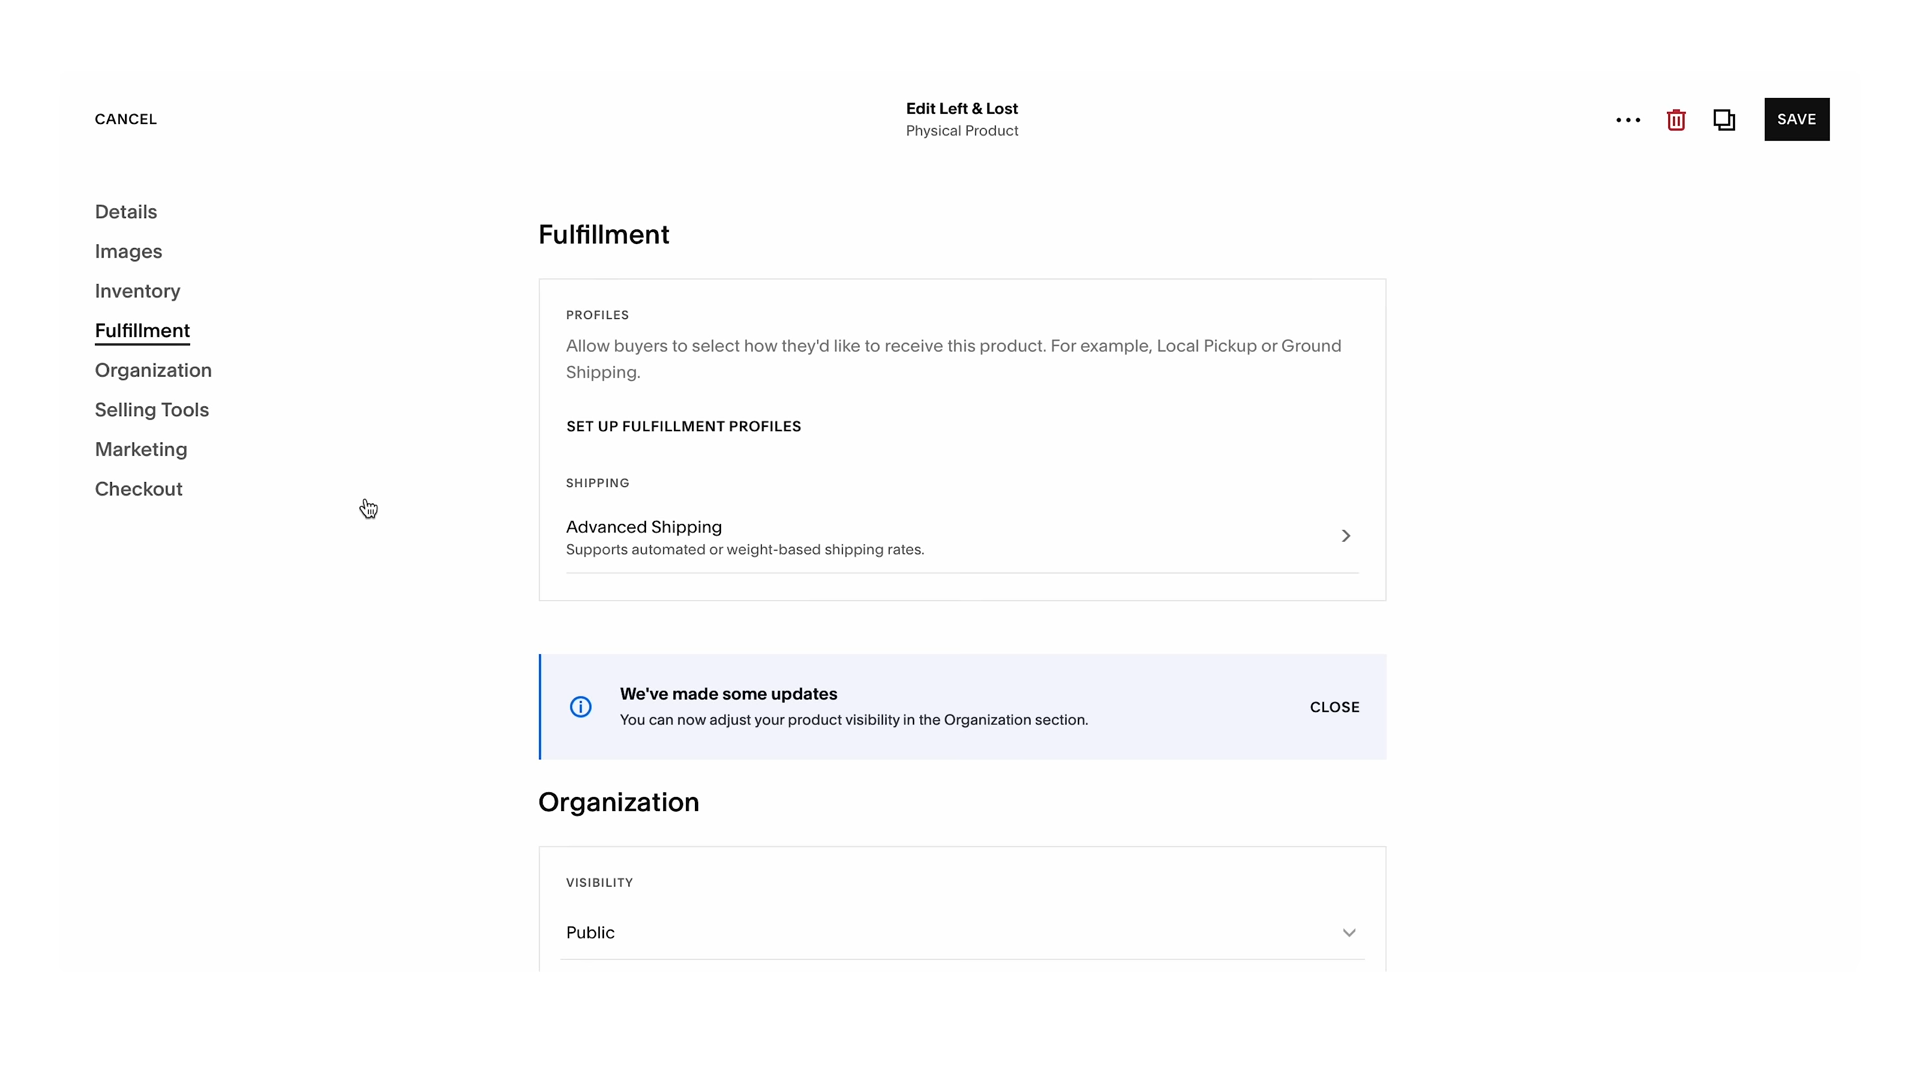 CANCEL
Edit Left & Lost
Physical Product
SAVE
Details
Images
Inventory
Fulfillment
Organization
Selling Tools
Marketing
Checkout
Fulfillment
PROFILES
Allow buyers to select how they'd like to receive this product. For example, Local Pickup or Ground
Shipping.
SET UP FULFILLMENT PROFILES
SHIPPING
Advanced Shipping
Supports automated or weight-based shipping rates.
We've made some updates
You can now adjust your product visibility in the Organization section.
CLOSE
Organization
VISIBILITY
Public